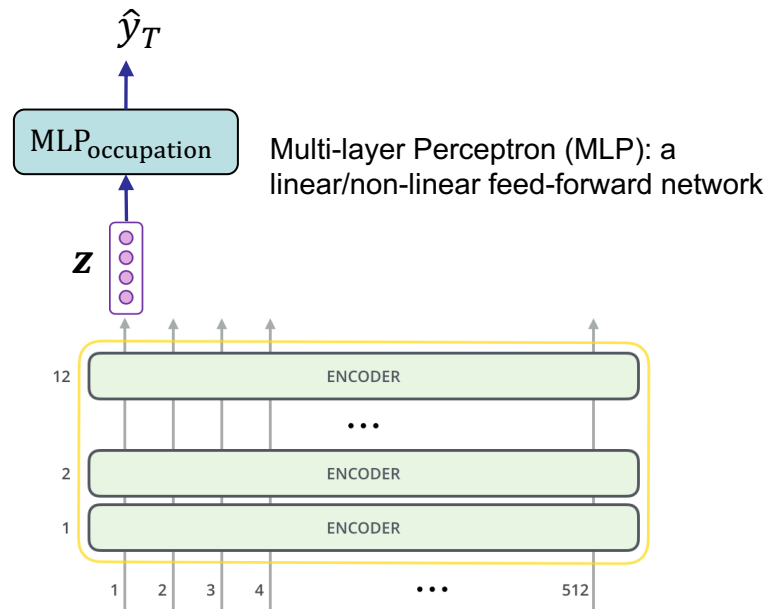 ŷ_T
MLP_occupation
Multi-layer Perceptron (MLP): a
linear/non-linear feed-forward network
z
12 ENCODER
...
2 ENCODER
1 ENCODER
1 2 3 4 ... 512